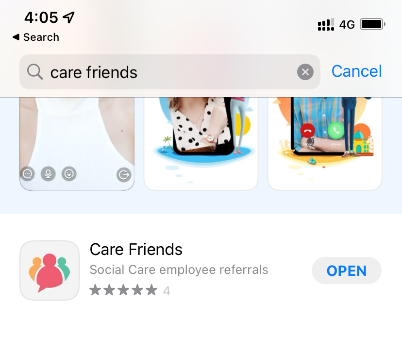 4:05
4G
Search
care friends
Cancel
Care Friends
Social Care employee referrals
OPEN
4